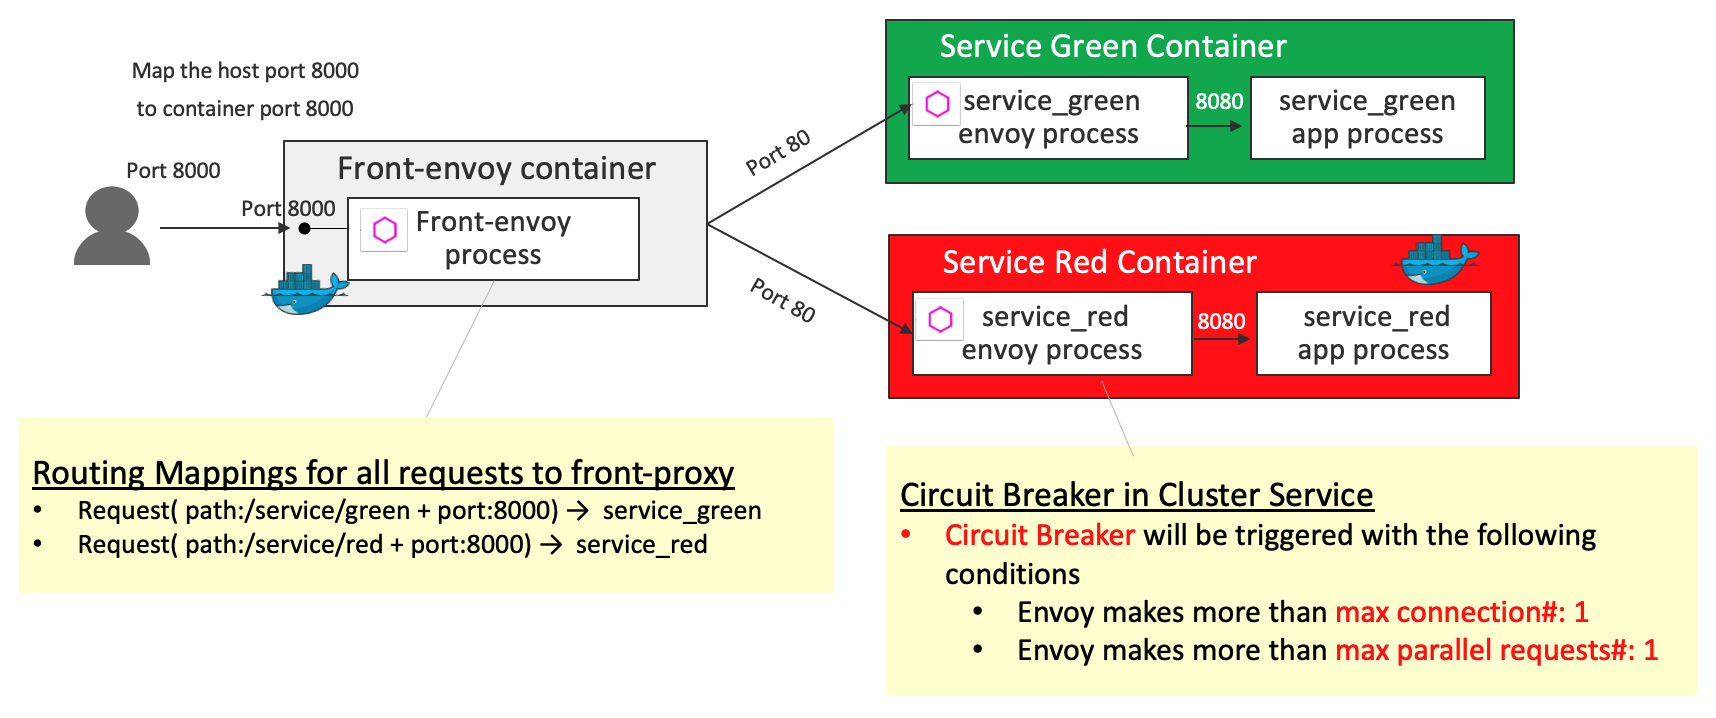 Map the host port 8000
to container port 8000
Port 8000
Port 8000
Front-envoy container
Front-envoy
process
Port 80
Port 80
Service Green Container
service_green
envoy process
8080
service_green
app process
Service Red Container
service_red
envoy process
8080
service_red
app process
Routing Mappings for all requests to front-proxy
• Request( path:/service/green + port:8000) → service_green
• Request( path:/service/red + port:8000) → service_red
Circuit Breaker in Cluster Service
• Circuit Breaker will be triggered with the following
conditions
• Envoy makes more than max connection#: 1
• Envoy makes more than max parallel requests#: 1